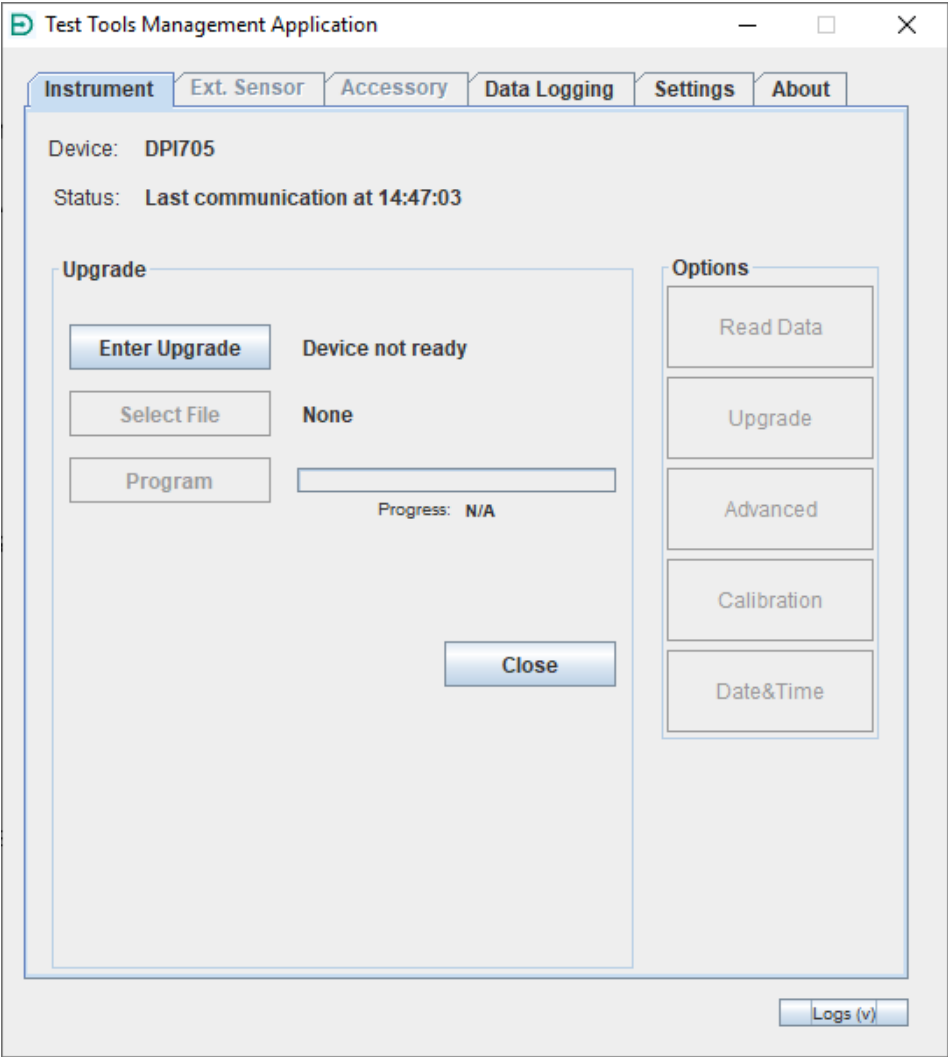 Test Tools Management Application
Instrument Ext. Sensor Accessory Data Logging Settings About
Device: DPI705
Status: Last communication at 14:47:03
Upgrade
Enter Upgrade Device not ready
Select File None
Program
Progress: N/A
Close
Options
Read Data
Upgrade
Advanced
Calibration
Date&Time
Logs (v)